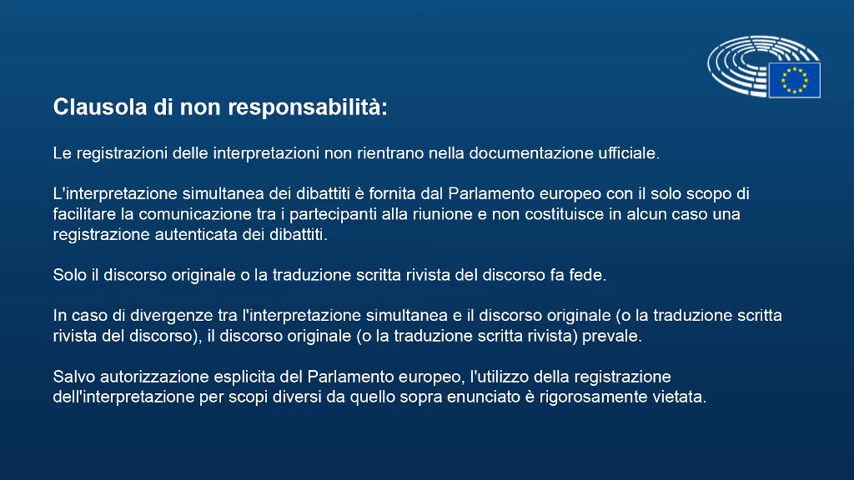 Clausola di non responsabilità:
Le registrazioni delle interpretazioni non rientrano nella documentazione ufficiale.
L'interpretazione simultanea dei dibattiti è fornita dal Parlamento europeo con il solo scopo di
facilitare la comunicazione tra i partecipanti alla riunione e non costituisce in alcun caso una
registrazione autenticata dei dibattiti.
Solo il discorso originale o la traduzione scritta rivista del discorso fa fede.
In caso di divergenze tra l'interpretazione simultanea e il discorso originale (o la traduzione scritta
rivista del discorso), il discorso originale (o la traduzione scritta rivista) prevale.
Salvo autorizzazione esplicita del Parlamento europeo, l'utilizzo della registrazione
dell'interpretazione per scopi diversi da quello sopra enunciato è rigorosamente vietata.